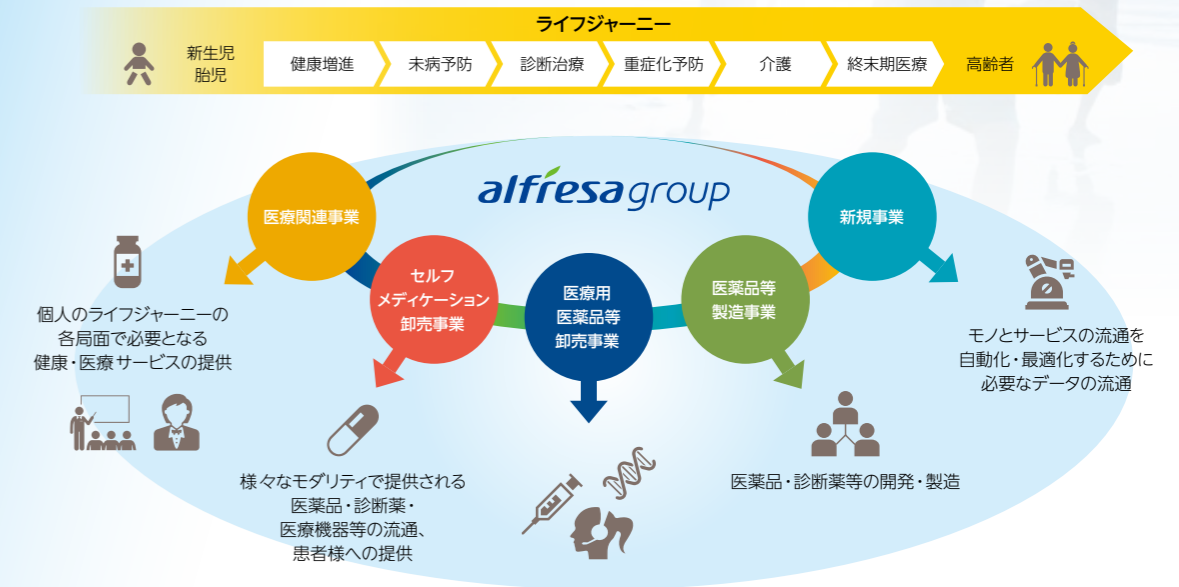 ライフジャーニー
新生児
胎児
健康増進
未病予防
診断治療
重症化予防
介護
終末期医療
高齢者
alfresa group
医療関連事業
セルフ
メディケーション
卸売事業
医療用
医薬品等
卸売事業
医薬品等
製造事業
新規事業
個人のライフジャーニーの
各局面で必要となる
健康・医療サービスの提供
様々なモダリティで提供される
医薬品・診断薬・
医療機器等の流通、
患者様への提供
医薬品・診断薬等の開発・製造
モノとサービスの流通を
自動化・最適化するために
必要なデータの流通